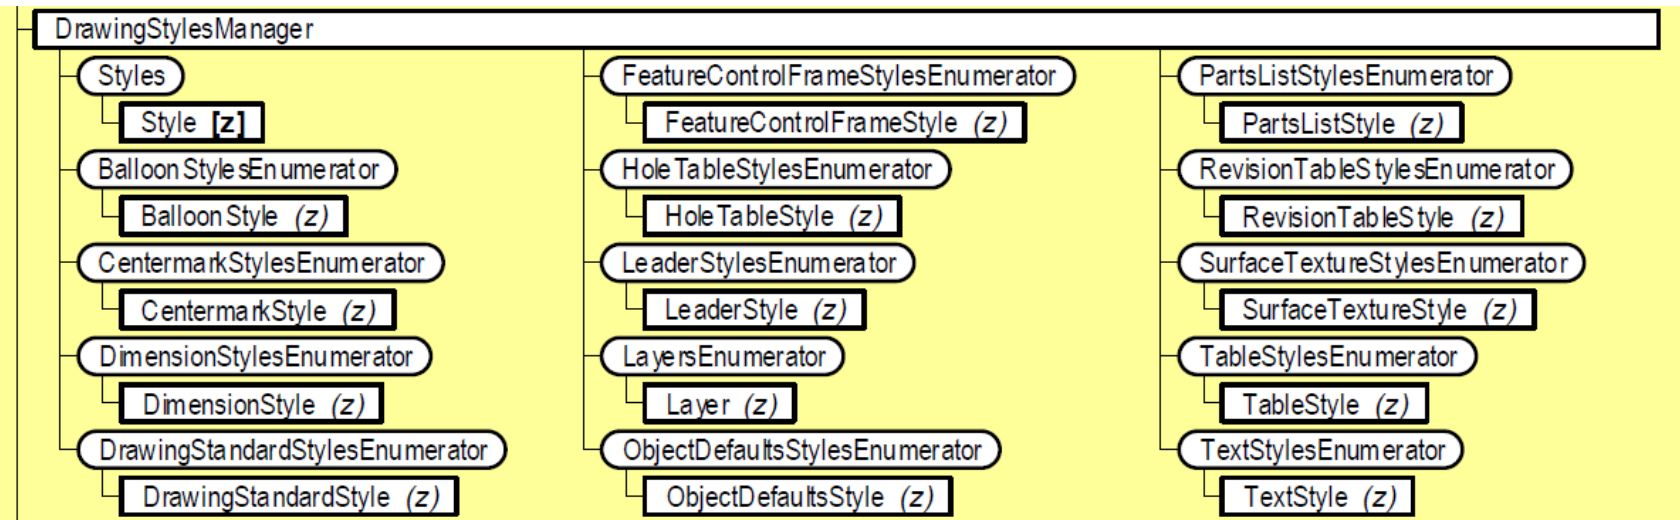 DrawingStylesManager
Styles
Style [z]
BalloonStylesEnumerator
BalloonStyle (z)
CentermarkStylesEnumerator
CentermarkStyle (z)
DimensionStylesEnumerator
DimensionStyle (z)
DrawingStandardStylesEnumerator
DrawingStandardStyle (z)
FeatureControlFrameStylesEnumerator
FeatureControlFrameStyle (z)
HoleTableStylesEnumerator
HoleTableStyle (z)
LeaderStylesEnumerator
LeaderStyle (z)
LayersEnumerator
Layer (z)
ObjectDefaultsStylesEnumerator
ObjectDefaultsStyle (z)
PartsListStylesEnumerator
PartsListStyle (z)
RevisionTableStylesEnumerator
RevisionTableStyle (z)
SurfaceTextureStylesEnumerator
SurfaceTextureStyle (z)
TableStylesEnumerator
TableStyle (z)
TextStylesEnumerator
TextStyle (z)